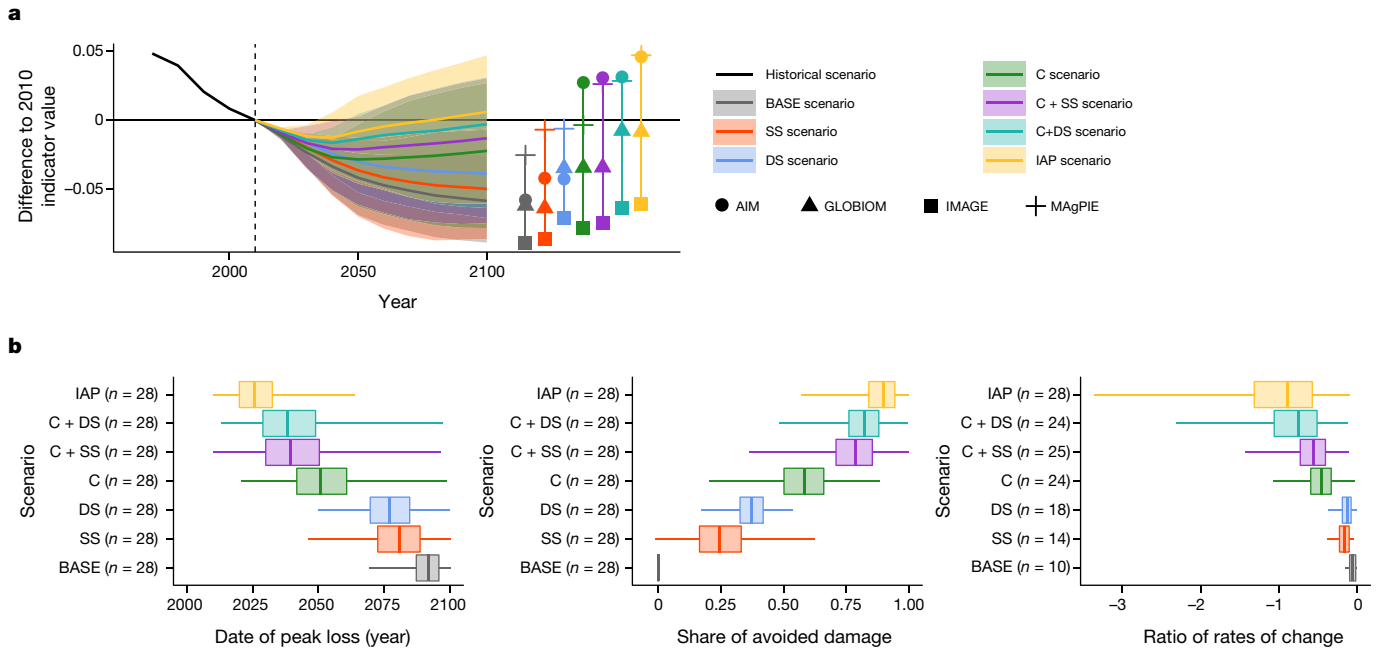 a
Difference to 2010
indicator value
0.05
0
−0.05
2000
2050
2100
Year
Historical scenario
BASE scenario
SS scenario
DS scenario
C scenario
C + SS scenario
C+DS scenario
IAP scenario
AIM
GLOBIOM
IMAGE
MAgPIE
b
Scenario
IAP (n = 28)
C + DS (n = 28)
C + SS (n = 28)
C (n = 28)
DS (n = 28)
SS (n = 28)
BASE (n = 28)
2000
2025
2050
2075
2100
Date of peak loss (year)
Scenario
IAP (n = 28)
C + DS (n = 28)
C + SS (n = 28)
C (n = 28)
DS (n = 28)
SS (n = 28)
BASE (n = 28)
0
0.25
0.50
0.75
1.00
Share of avoided damage
Scenario
IAP (n = 28)
C + DS (n = 24)
C + SS (n = 25)
C (n = 24)
DS (n = 18)
SS (n = 14)
BASE (n = 10)
−3
−2
−1
0
Ratio of rates of change